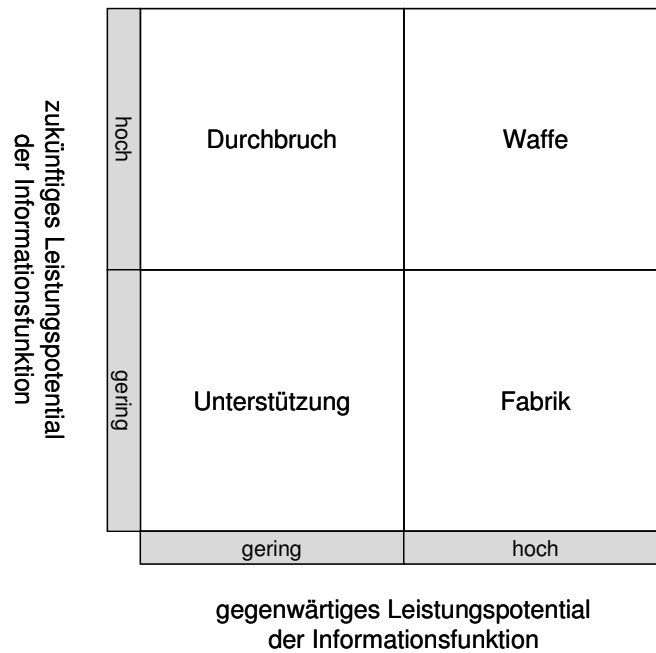 zukünftiges Leistungspotential
der Informationsfunktion
hoch
Durchbruch
Waffe
gering
Unterstützung
Fabrik
gering
hoch
gegenwärtiges Leistungspotential
der Informationsfunktion